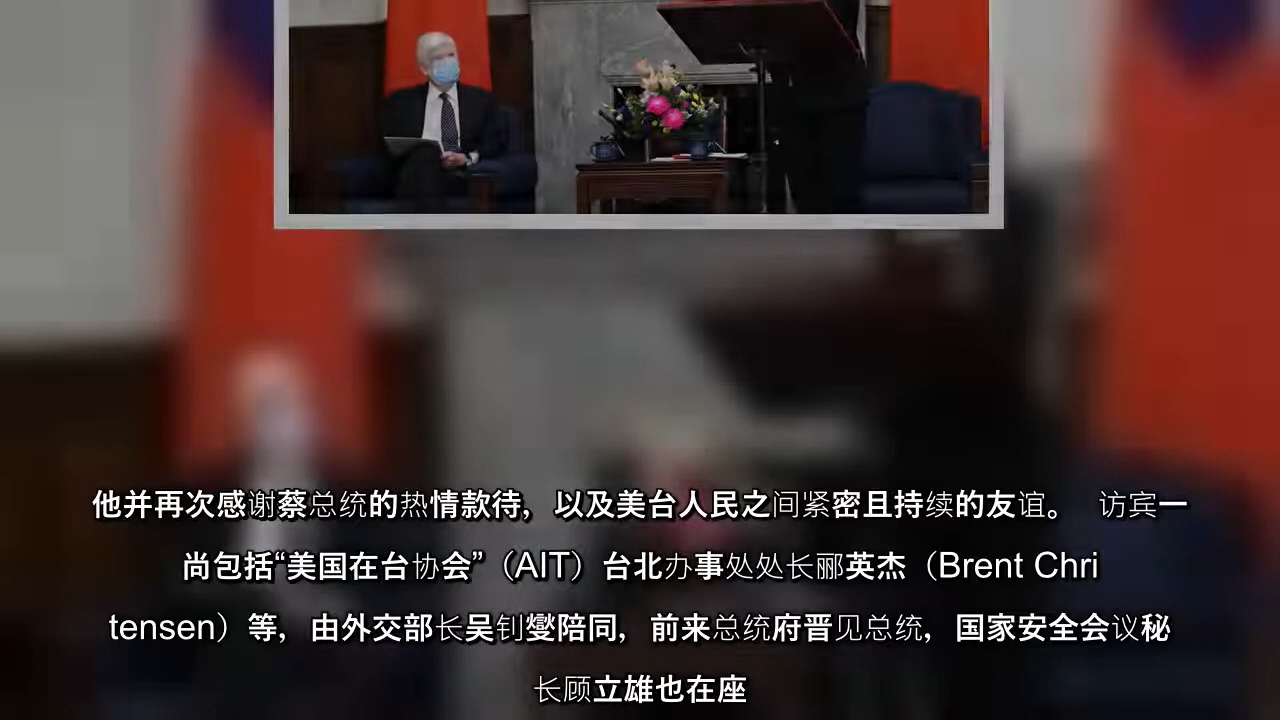 他并再次感谢蔡总统的热情款待，以及美台人民之间紧密且持续的友谊。 访宾一
尚包括“美国在台协会”（AIT）台北办事处处长郦英杰（Brent Chri
tensen）等，由外交部长吴钊燮陪同，前来总统府晋见总统，国家安全会议秘
长顾立雄也在座